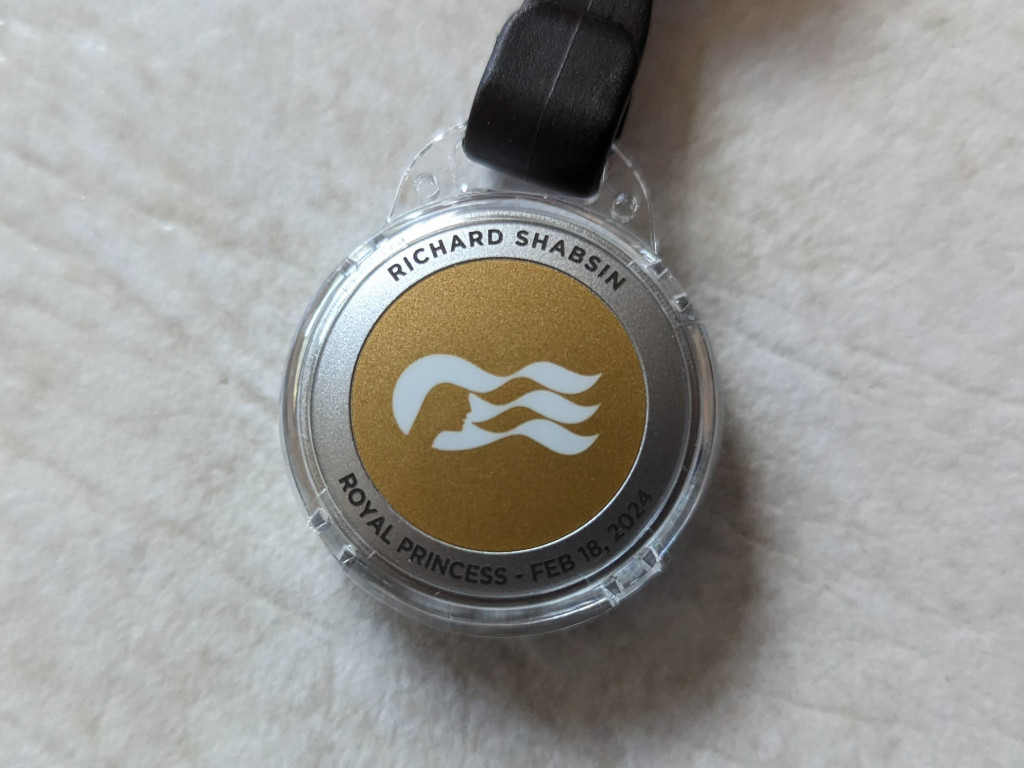 RICHARD SHABSIN
ROYAL PRINCESS - FEB 18, 2024